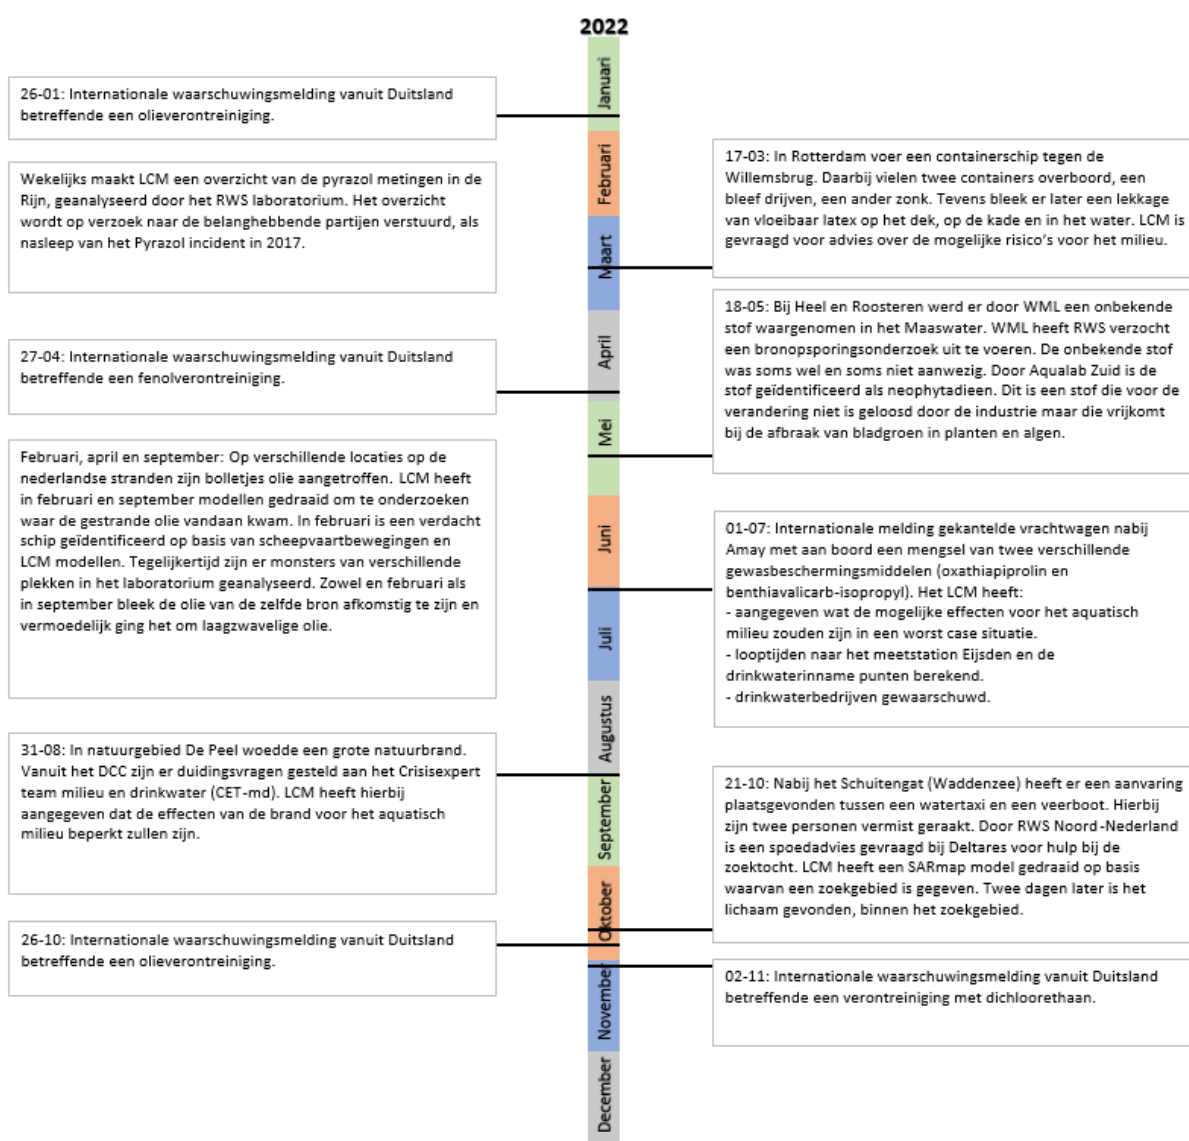 2022
Januari
Februari
Maart
April
Mei
Juni
Juli
Augustus
September
Oktober
November
December
26-01: Internationale waarschuwingsmelding vanuit Duitsland
betreffende een olieverontreiniging.
Wekelijks maakt LCM een overzicht van de pyrazol metingen in de
Rijn, geanalyseerd door het RWS laboratorium. Het overzicht
wordt op verzoek naar de belanghebbende partijen verstuurd, als
nasleep van het Pyrazol incident in 2017.
27-04: Internationale waarschuwingsmelding vanuit Duitsland
betreffende een fenolverontreiniging.
Februari, april en september: Op verschillende locaties op de
nederlandse stranden zijn bolletjes olie aangetroffen. LCM heeft
in februari en september modellen gedraaid om te onderzoeken
waar de gestrande olie vandaan kwam. In februari is een verdacht
schip geïdentificeerd op basis van scheepvaartbewegingen en
LCM modellen. Tegelijkertijd zijn er monsters van verschillende
plekken in het laboratorium geanalyseerd. Zowel en februari als
in september bleek de olie van de zelfde bron afkomstig te zijn en
vermoedelijk ging het om laagzwavelige olie.
31-08: In natuurgebied De Peel woedde een grote natuurbrand.
Vanuit het DCC zijn er duidingsvragen gesteld aan het Crisisexpert
team milieu en drinkwater (CET-md). LCM heeft hierbij
aangegeven dat de effecten van de brand voor het aquatisch
milieu beperkt zullen zijn.
26-10: Internationale waarschuwingsmelding vanuit Duitsland
betreffende een olieverontreiniging.
17-03: In Rotterdam voer een containerschip tegen de
Willemsbrug. Daarbij vielen twee containers overboord, een
bleef drijven, een ander zonk. Tevens bleek er later een lekkage
van vloeibaar latex op het dek, op de kade en in het water. LCM is
gevraagd voor advies over de mogelijke risico's voor het milieu.
18-05: Bij Heel en Roosteren werd er door WML een onbekende
stof waargenomen in het Maaswater. WML heeft RWS verzocht
een bronopsporingsonderzoek uit te voeren. De onbekende stof
was soms wel en soms niet aanwezig. Door Aqualab Zuid is de
stof geïdentificeerd als neophytadieen. Dit is een stof die voor de
verandering niet is geloosd door de industrie maar die vrijkomt
bij de afbraak van bladgroen in planten en algen.
01-07: Internationale melding gekantelde vrachtwagen nabij
Amay met aan boord een mengsel van twee verschillende
gewasbeschermingsmiddelen (oxathiapiprolin en
benthiavalicarb-isopropyl). Het LCM heeft:
- aangegeven wat de mogelijke effecten voor het aquatisch
milieu zouden zijn in een worst case situatie.
- looptijden naar het meetstation Eijsden en de
drinkwaterinname punten berekend.
- drinkwaterbedrijven gewaarschuwd.
21-10: Nabij het Schuitengat (Waddenzee) heeft er een aanvaring
plaatsgevonden tussen een watertaxi en een veerboot. Hierbij
zijn twee personen vermist geraakt. Door RWS Noord-Nederland
is een spoedadvies gevraagd bij Deltares voor hulp bij de
zoektocht. LCM heeft een SARmap model gedraaid op basis
waarvan een zoekgebied is gegeven. Twee dagen later is het
lichaam gevonden, binnen het zoekgebied.
02-11: Internationale waarschuwingsmelding vanuit Duitsland
betreffende een verontreiniging met dichloorethaan.